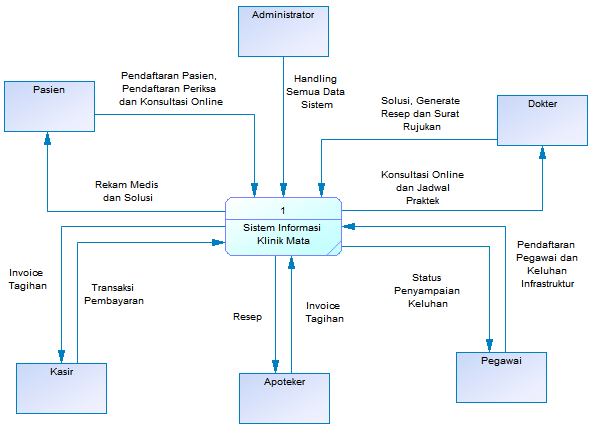 Administrator
Pendaftaran Pasien,
Pendaftaran Periksa
dan Konsultasi Online
Handling
Semua Data
Sistem
Pasien
Solusi, Generate
Resep dan Surat
Rujukan
Dokter
Rekam Medis
dan Solusi
Konsultasi Online
dan Jadwal
Praktek
1
Sistem Informasi
Klinik Mata
Invoice
Tagihan
Transaksi
Pembayaran
Resep
Invoice
Tagihan
Status
Penyampaian
Keluhan
Pendaftaran
Pegawai dan
Keluhan
Infrastruktur
Kasir
Apoteker
Pegawai